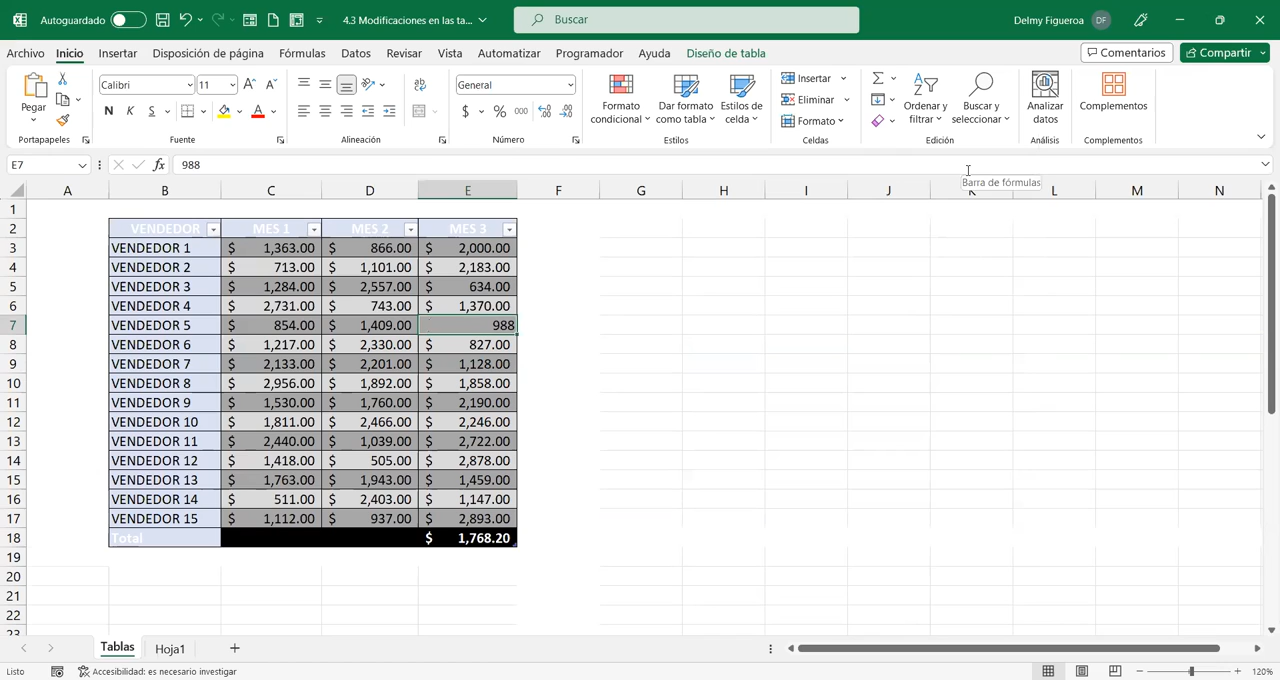 Autoguardado
4.3 Modificaciones en las ta...
Buscar
Delmy Figueroa
DF
Archivo Inicio Insertar Disposición de página Fórmulas Datos Revisar Vista Automatizar Programador Ayuda Diseño de tabla
Comentarios
Compartir
Pegar
Portapapeles
Calibri 11
N K S
Fuente
Alineación
General
$ % 000
Número
Formato condicional
Dar formato como tabla
Estilos de celda
Estilos
Insertar
Eliminar
Formato
Celdas
Ordenar y filtrar
Buscar y seleccionar
Edición
Analizar datos
Análisis
Complementos
Complementos
E7 fx 988
Barra de fórmulas
A B C D E F G H I J K L M N
1
2 VENDEDOR MES 1 MES 2 MES 3
3 VENDEDOR 1 $ 1,363.00 $ 866.00 $ 2,000.00
4 VENDEDOR 2 $ 713.00 $ 1,101.00 $ 2,183.00
5 VENDEDOR 3 $ 1,284.00 $ 2,557.00 $ 634.00
6 VENDEDOR 4 $ 2,731.00 $ 743.00 $ 1,370.00
7 VENDEDOR 5 $ 854.00 $ 1,409.00 988
8 VENDEDOR 6 $ 1,217.00 $ 2,330.00 $ 827.00
9 VENDEDOR 7 $ 2,133.00 $ 2,201.00 $ 1,128.00
10 VENDEDOR 8 $ 2,956.00 $ 1,892.00 $ 1,858.00
11 VENDEDOR 9 $ 1,530.00 $ 1,760.00 $ 2,190.00
12 VENDEDOR 10 $ 1,811.00 $ 2,466.00 $ 2,246.00
13 VENDEDOR 11 $ 2,440.00 $ 1,039.00 $ 2,722.00
14 VENDEDOR 12 $ 1,418.00 $ 505.00 $ 2,878.00
15 VENDEDOR 13 $ 1,763.00 $ 1,943.00 $ 1,459.00
16 VENDEDOR 14 $ 511.00 $ 2,403.00 $ 1,147.00
17 VENDEDOR 15 $ 1,112.00 $ 937.00 $ 2,893.00
18 Total $ 1,768.20
19
20
21
22
23
Tablas Hoja1
Listo
Accesibilidad: es necesario investigar
120%